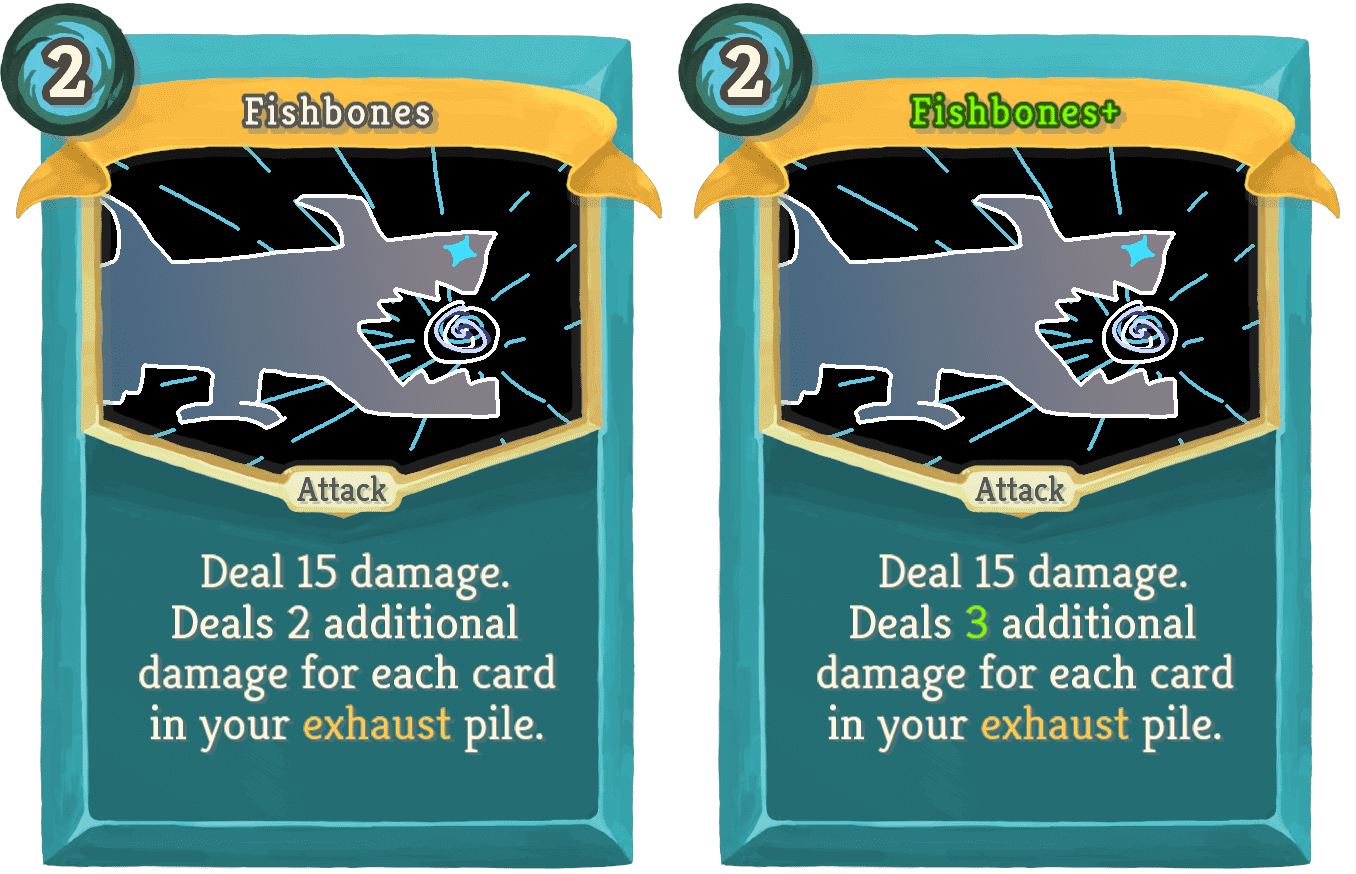 2
Fishbones
Attack
Deal 15 damage.
Deals 2 additional
damage for each card
in your exhaust pile.
2
Fishbones+
Attack
Deal 15 damage.
Deals 3 additional
damage for each card
in your exhaust pile.